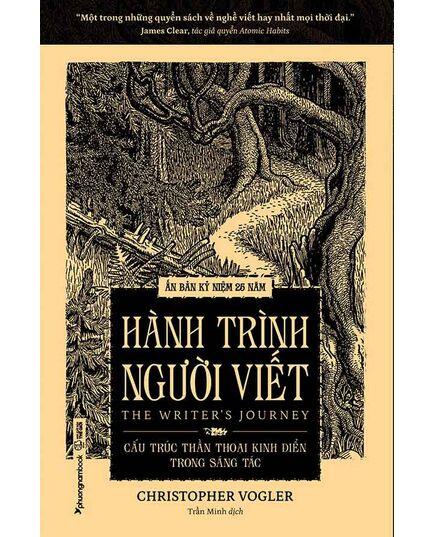 “Một trong những quyển sách về nghề viết hay nhất mọi thời đại.”
James Clear, tác giả quyển Atomic Habits
ẤN BẢN KỶ NIỆM 25 NĂM
HÀNH TRÌNH
NGƯỜI VIẾT
THE WRITER'S JOURNEY
CẤU TRÚC THẦN THOẠI KINH ĐIỂN
TRONG SÁNG TÁC
CHRISTOPHER VOGLER
Trần Minh dịch
phuongnambook